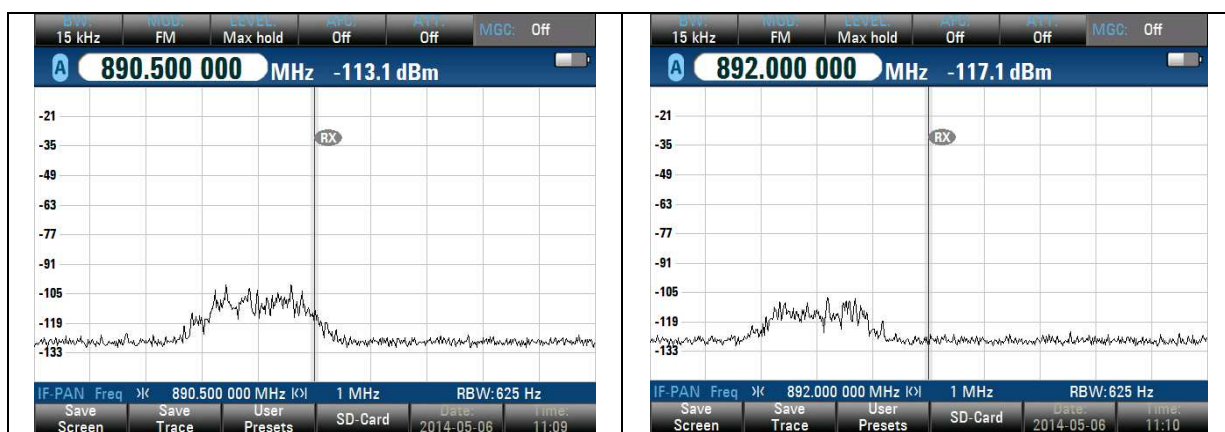 BW: MOD: LEVEL: AFC: ATT: MGC: Off
15 kHz FM Max hold Off Off
A 890.500 000 MHz -113.1 dBm
-21
RX
-35
-49
-63
-77
-91
-105
-119
-133
IF-PAN Freq 890.500 000 MHz 1 MHz RBW:625 Hz
Save Save User SD-Card Date: Time:
Screen Trace Presets 2014-05-06 11:09
BW: MOD: LEVEL: AFC: ATT: MGC: Off
15 kHz FM Max hold Off Off
A 892.000 000 MHz -117.1 dBm
-21
RX
-35
-49
-63
-77
-91
-105
-119
-133
IF-PAN Freq 892.000 000 MHz 1 MHz RBW:625 Hz
Save Save User SD-Card Date: Time:
Screen Trace Presets 2014-05-06 11:10